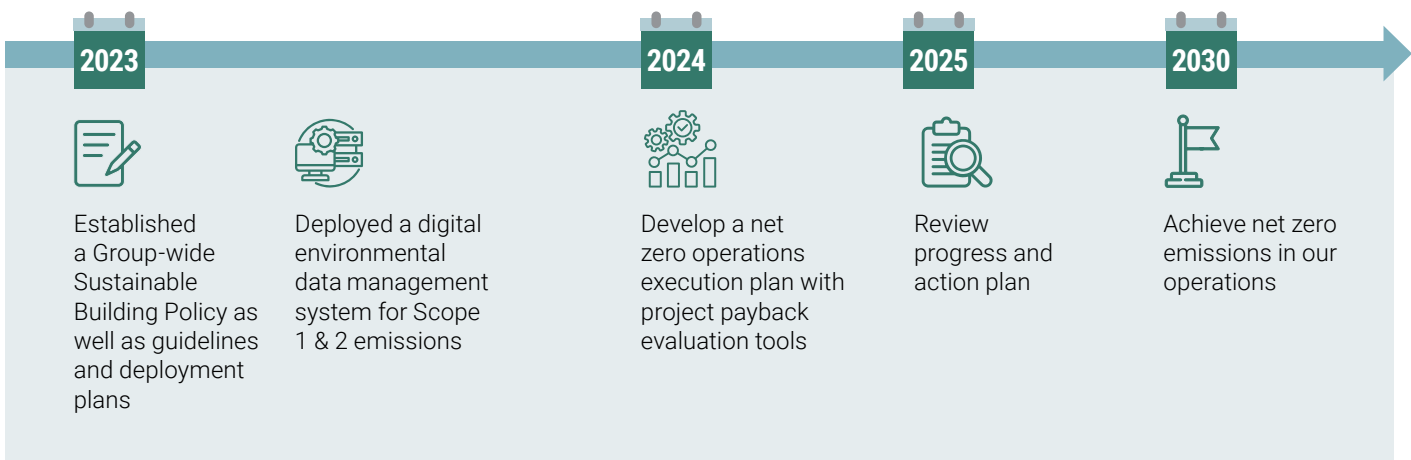 2023
Established
a Group-wide
Sustainable
Building Policy as
well as guidelines
and deployment
plans
Deployed a digital
environmental
data management
system for Scope
1 & 2 emissions
2024
Develop a net
zero operations
execution plan with
project payback
evaluation tools
2025
Review
progress and
action plan
2030
Achieve net zero
emissions in our
operations